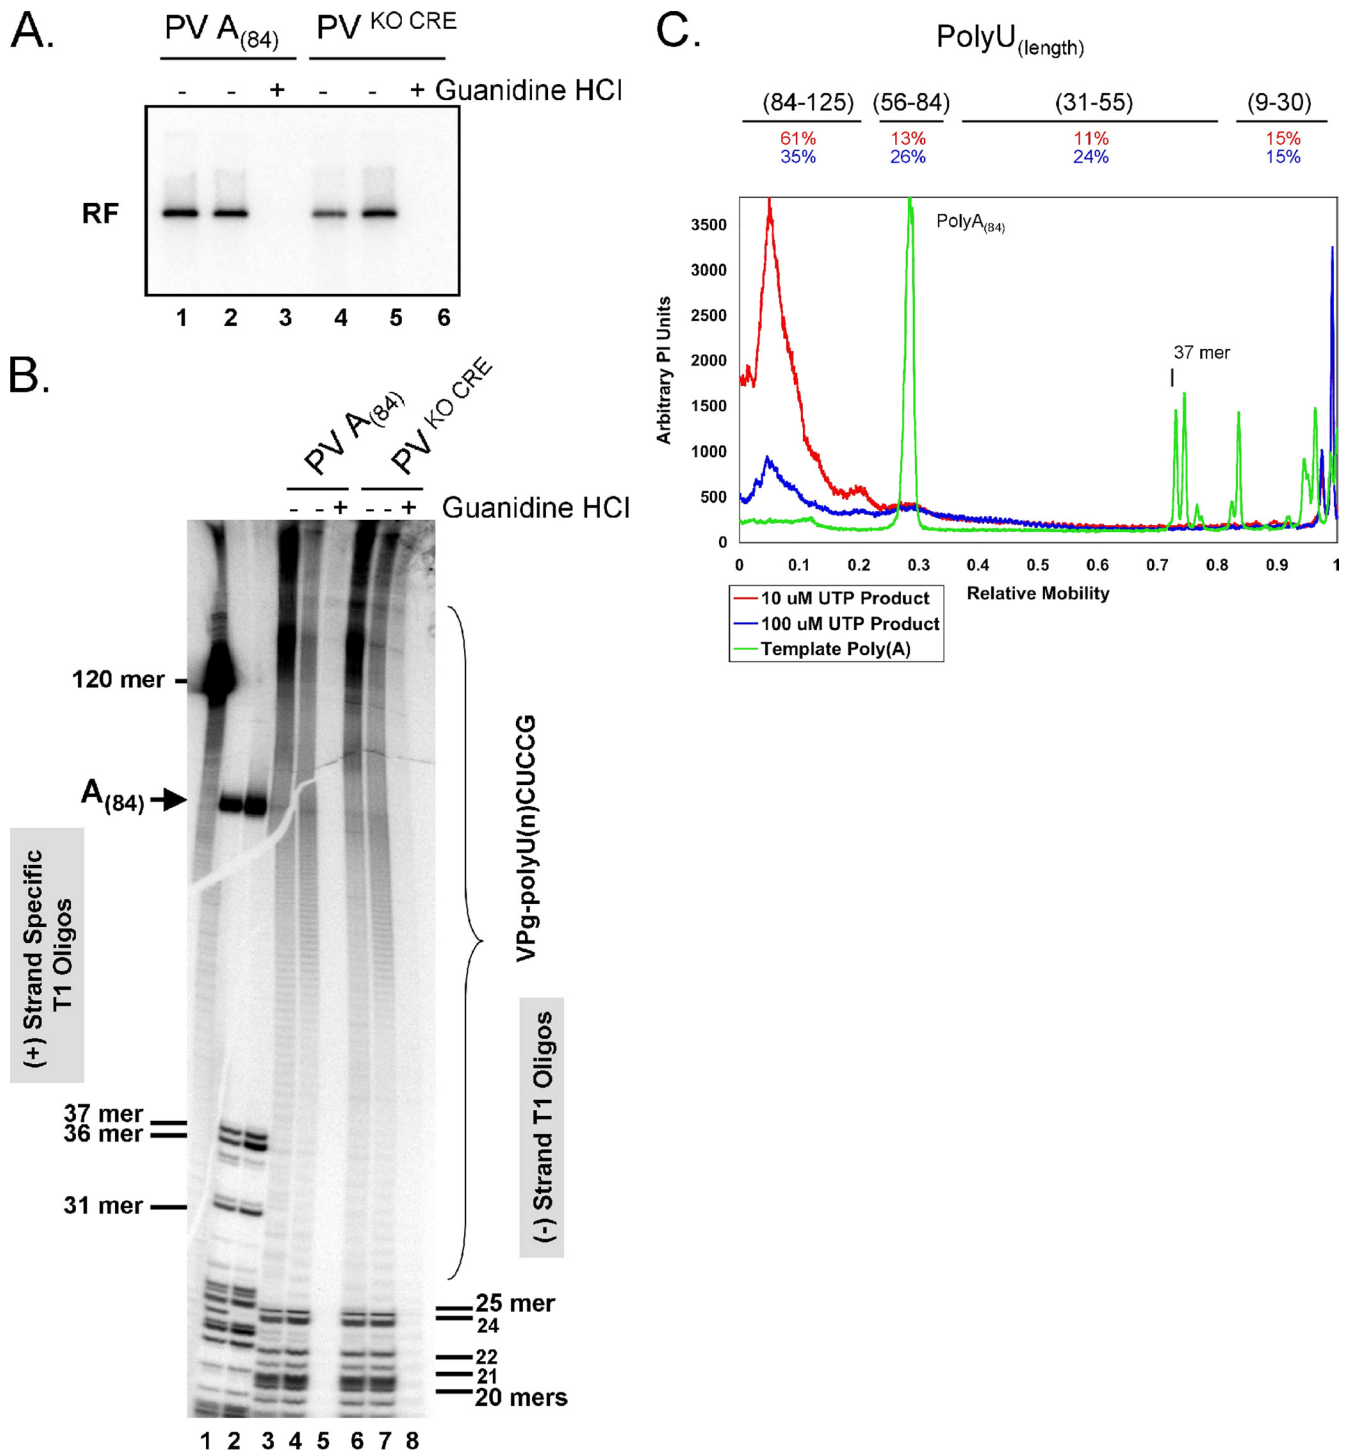 A.
PV A(84) PV KO CRE
- - + - - + Guanidine HCl
RF
1 2 3 4 5 6
B.
PV A(84) PV KO CRE
- - + - - + Guanidine HCl
120 mer
A(84)
(+) Strand Specific
T1 Oligos
37 mer
36 mer
31 mer
VPg-polyU(n)CUCCG
(-) Strand T1 Oligos
25 mer
24
22
21
20 mers
1 2 3 4 5 6 7 8
C.
PolyU(length)
(84-125) (56-84) (31-55) (9-30)
61% 13% 11% 15%
35% 26% 24% 15%
PolyA(84)
37 mer
Arbitrary PI Units
3500
3000
2500
2000
1500
1000
500
0
0 0.1 0.2 0.3 0.4 0.5 0.6 0.7 0.8 0.9 1
Relative Mobility
10 uM UTP Product
100 uM UTP Product
Template Poly(A)